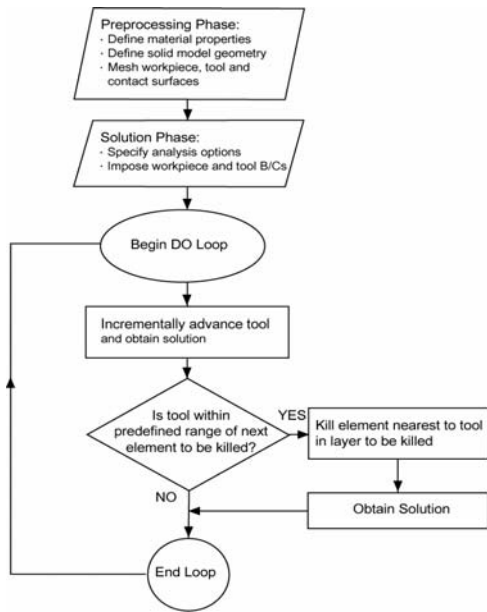 Preprocessing Phase:
· Define material properties
· Define solid model geometry
· Mesh workpiece, tool and
contact surfaces
Solution Phase:
· Specify analysis options
· Impose workpiece and tool B/Cs
Begin DO Loop
Incrementally advance tool
and obtain solution
Is tool within
predefined range of next
element to be killed?
YES
Kill element nearest to tool
in layer to be killed
NO
Obtain Solution
End Loop